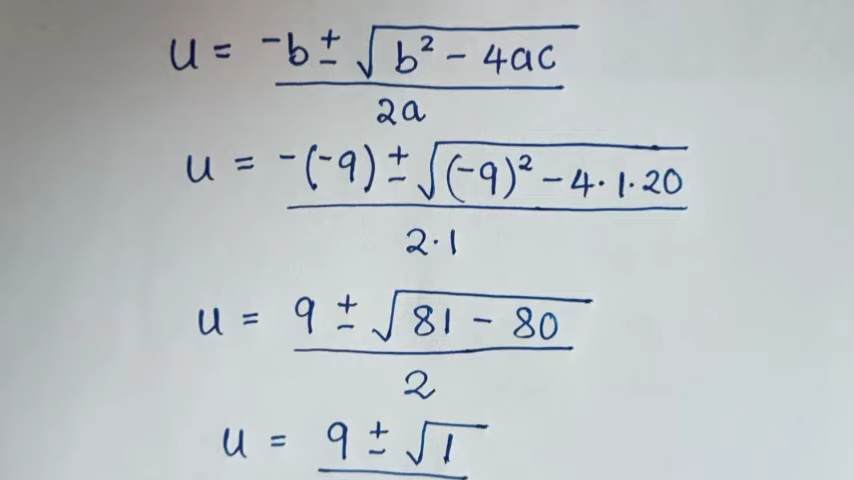 u = -b ± √b² - 4ac
2a
u = -(-9) ± √(-9)² - 4·1·20
2·1
u = 9 ± √81 - 80
2
u = 9 ± √1